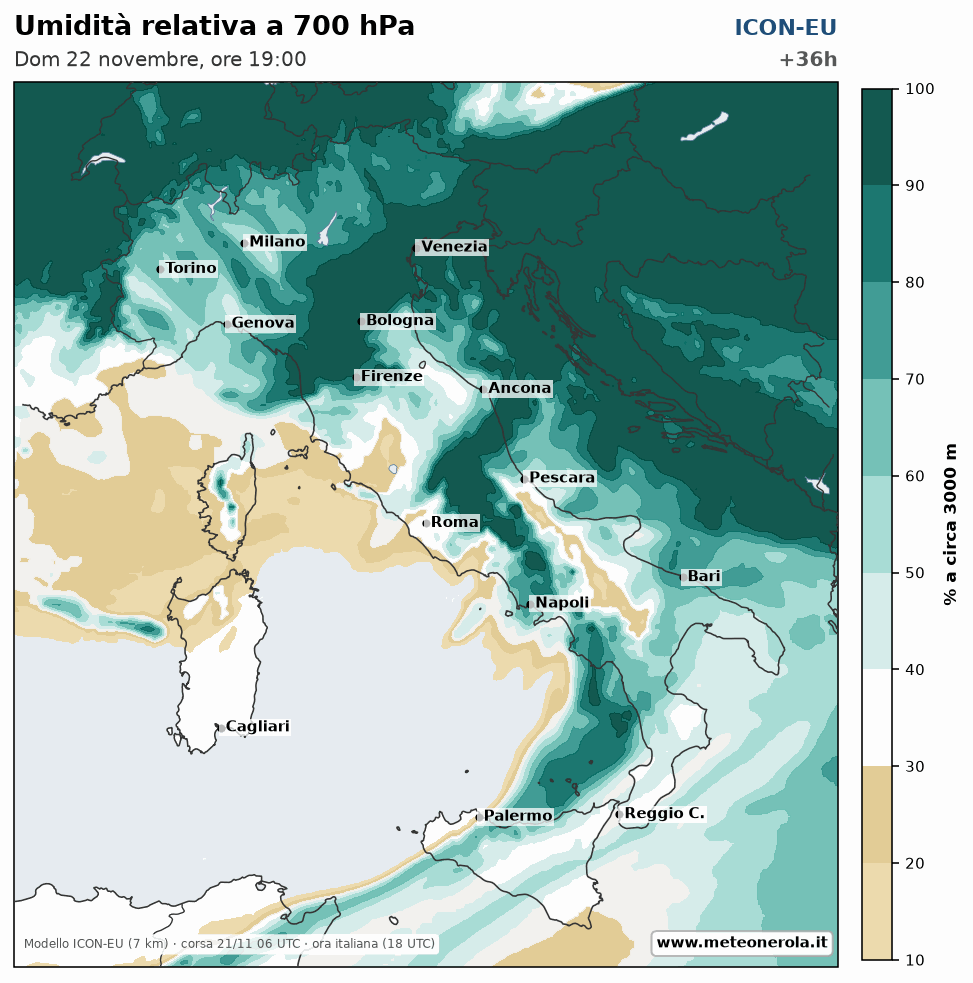 Umidità relativa a 700 hPa
ICON-EU
Dom 22 novembre, ore 19:00
+36h
100
90
80
70
60
50
40
30
20
10
% a circa 3000 m
Milano
Venezia
Torino
Genova
Bologna
Firenze
Ancona
Pescara
Roma
Bari
Napoli
Cagliari
Palermo
Reggio C.
Modello ICON-EU (7 km) · corsa 21/11 06 UTC · ora italiana (18 UTC)
www.meteonerola.it